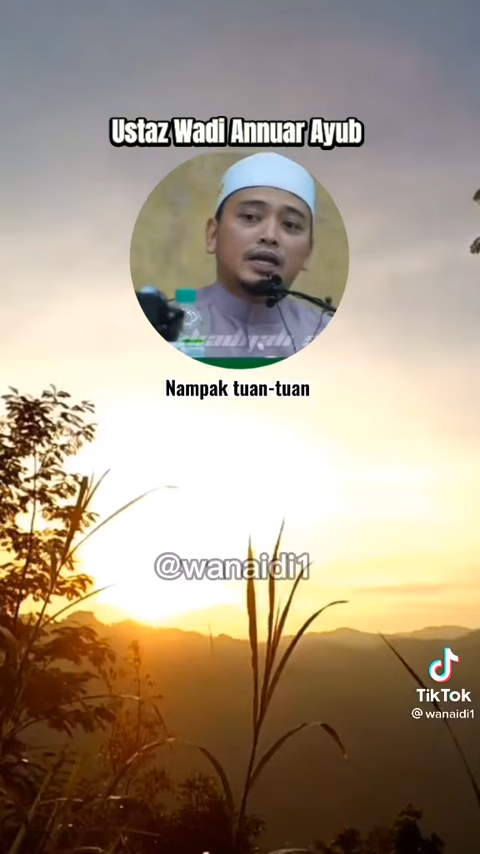 Ustaz Wadi Annuar Ayub
Nampak tuan-tuan
@wanaidi1
TikTok
@wanaidi1